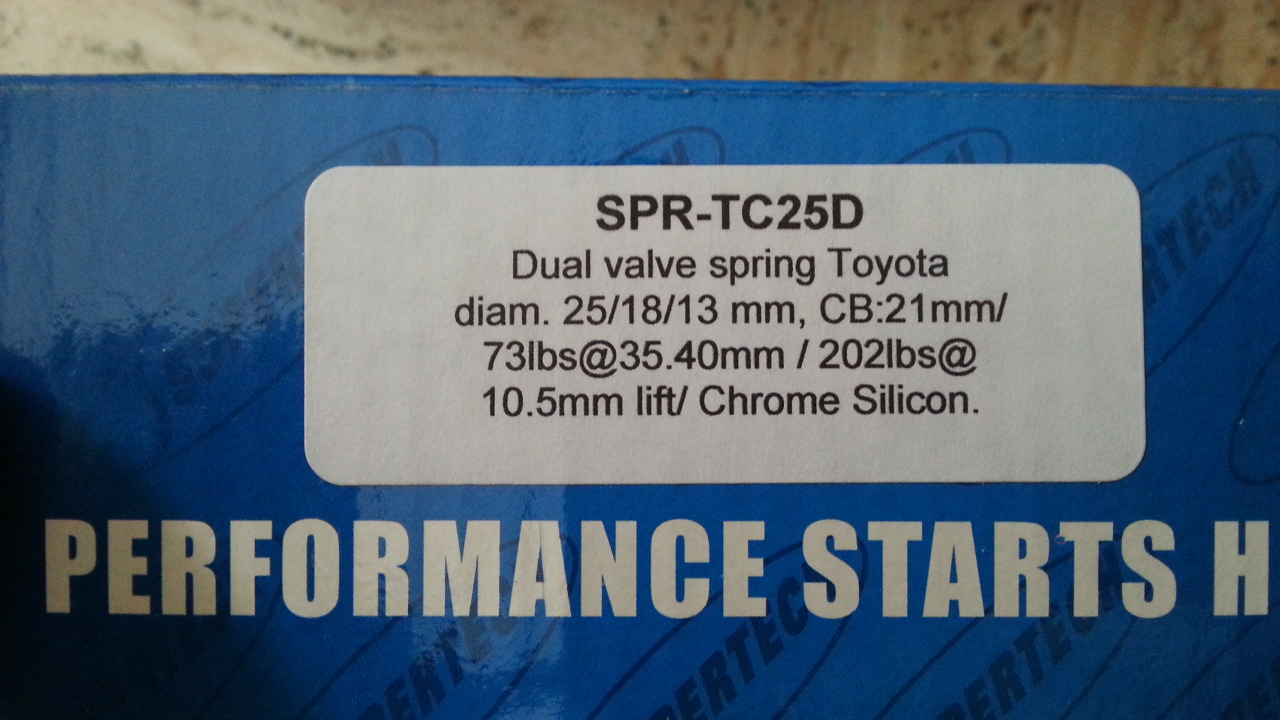 SPR-TC25D
Dual valve spring Toyota
diam. 25/18/13 mm, CB:21mm/
73lbs@35.40mm / 202lbs@
10.5mm lift/ Chrome Silicon.
PERFORMANCE STARTS H